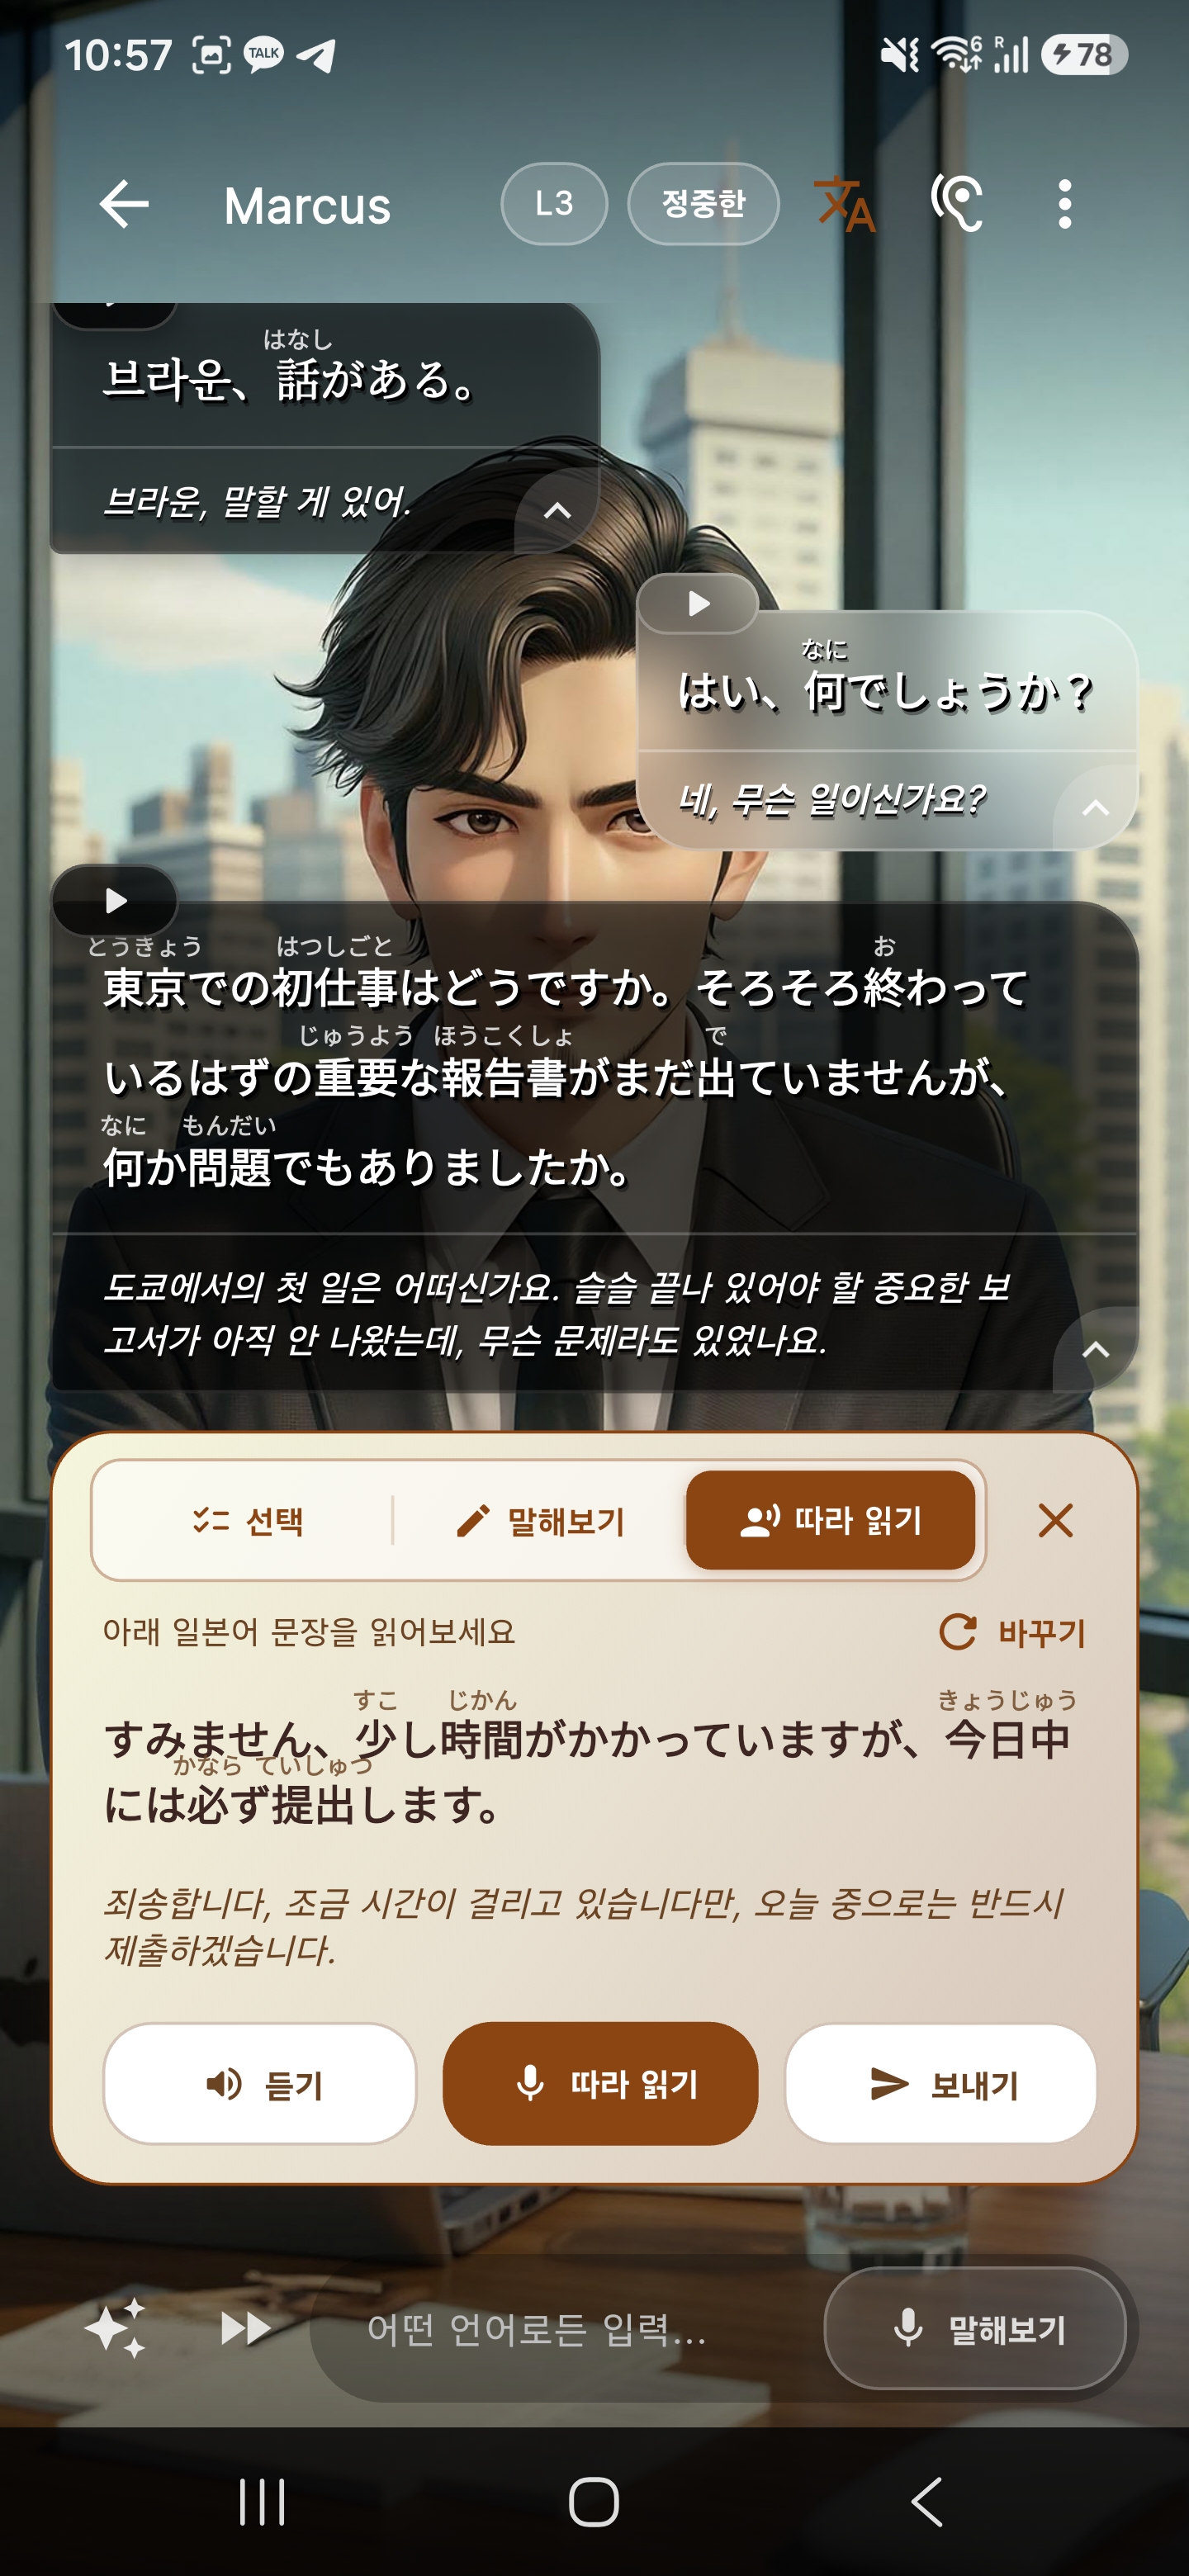 10:57
TALK
6
R
78
Marcus
L3
정중한
文A
はなし
브라운、話がある。
브라운, 말할 게 있어.
なに
はい、何でしょうか？
네, 무슨 일이신가요?
とうきょう はつしごと お
東京での初仕事はどうですか。そろそろ終わって
じゅうよう ほうこくしょ で
いるはずの重要な報告書がまだ出ていませんが、
なに もんだい
何か問題でもありましたか。
도쿄에서의 첫 일은 어떠신가요. 슬슬 끝나 있어야 할 중요한 보
고서가 아직 안 나왔는데, 무슨 문제라도 있었나요.
선택
말해보기
따라 읽기
아래 일본어 문장을 읽어보세요
바꾸기
すこ じかん きょうじゅう
すみません、少し時間がかかっていますが、今日中
かなら ていしゅつ
には必ず提出します。
죄송합니다, 조금 시간이 걸리고 있습니다만, 오늘 중으로는 반드시
제출하겠습니다.
듣기
따라 읽기
보내기
어떤 언어로든 입력...
말해보기